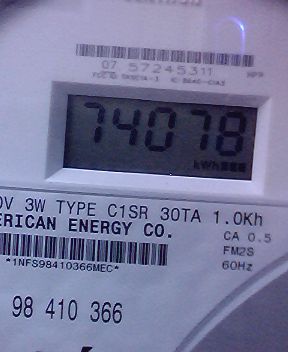 07 57245311
74078
kWh
V 3W TYPE C1SR 30TA 1.0Kh
ERICAN ENERGY CO.
CA 0.5
FM2S
*1NFS98410366MEC*
60Hz
98 410 366